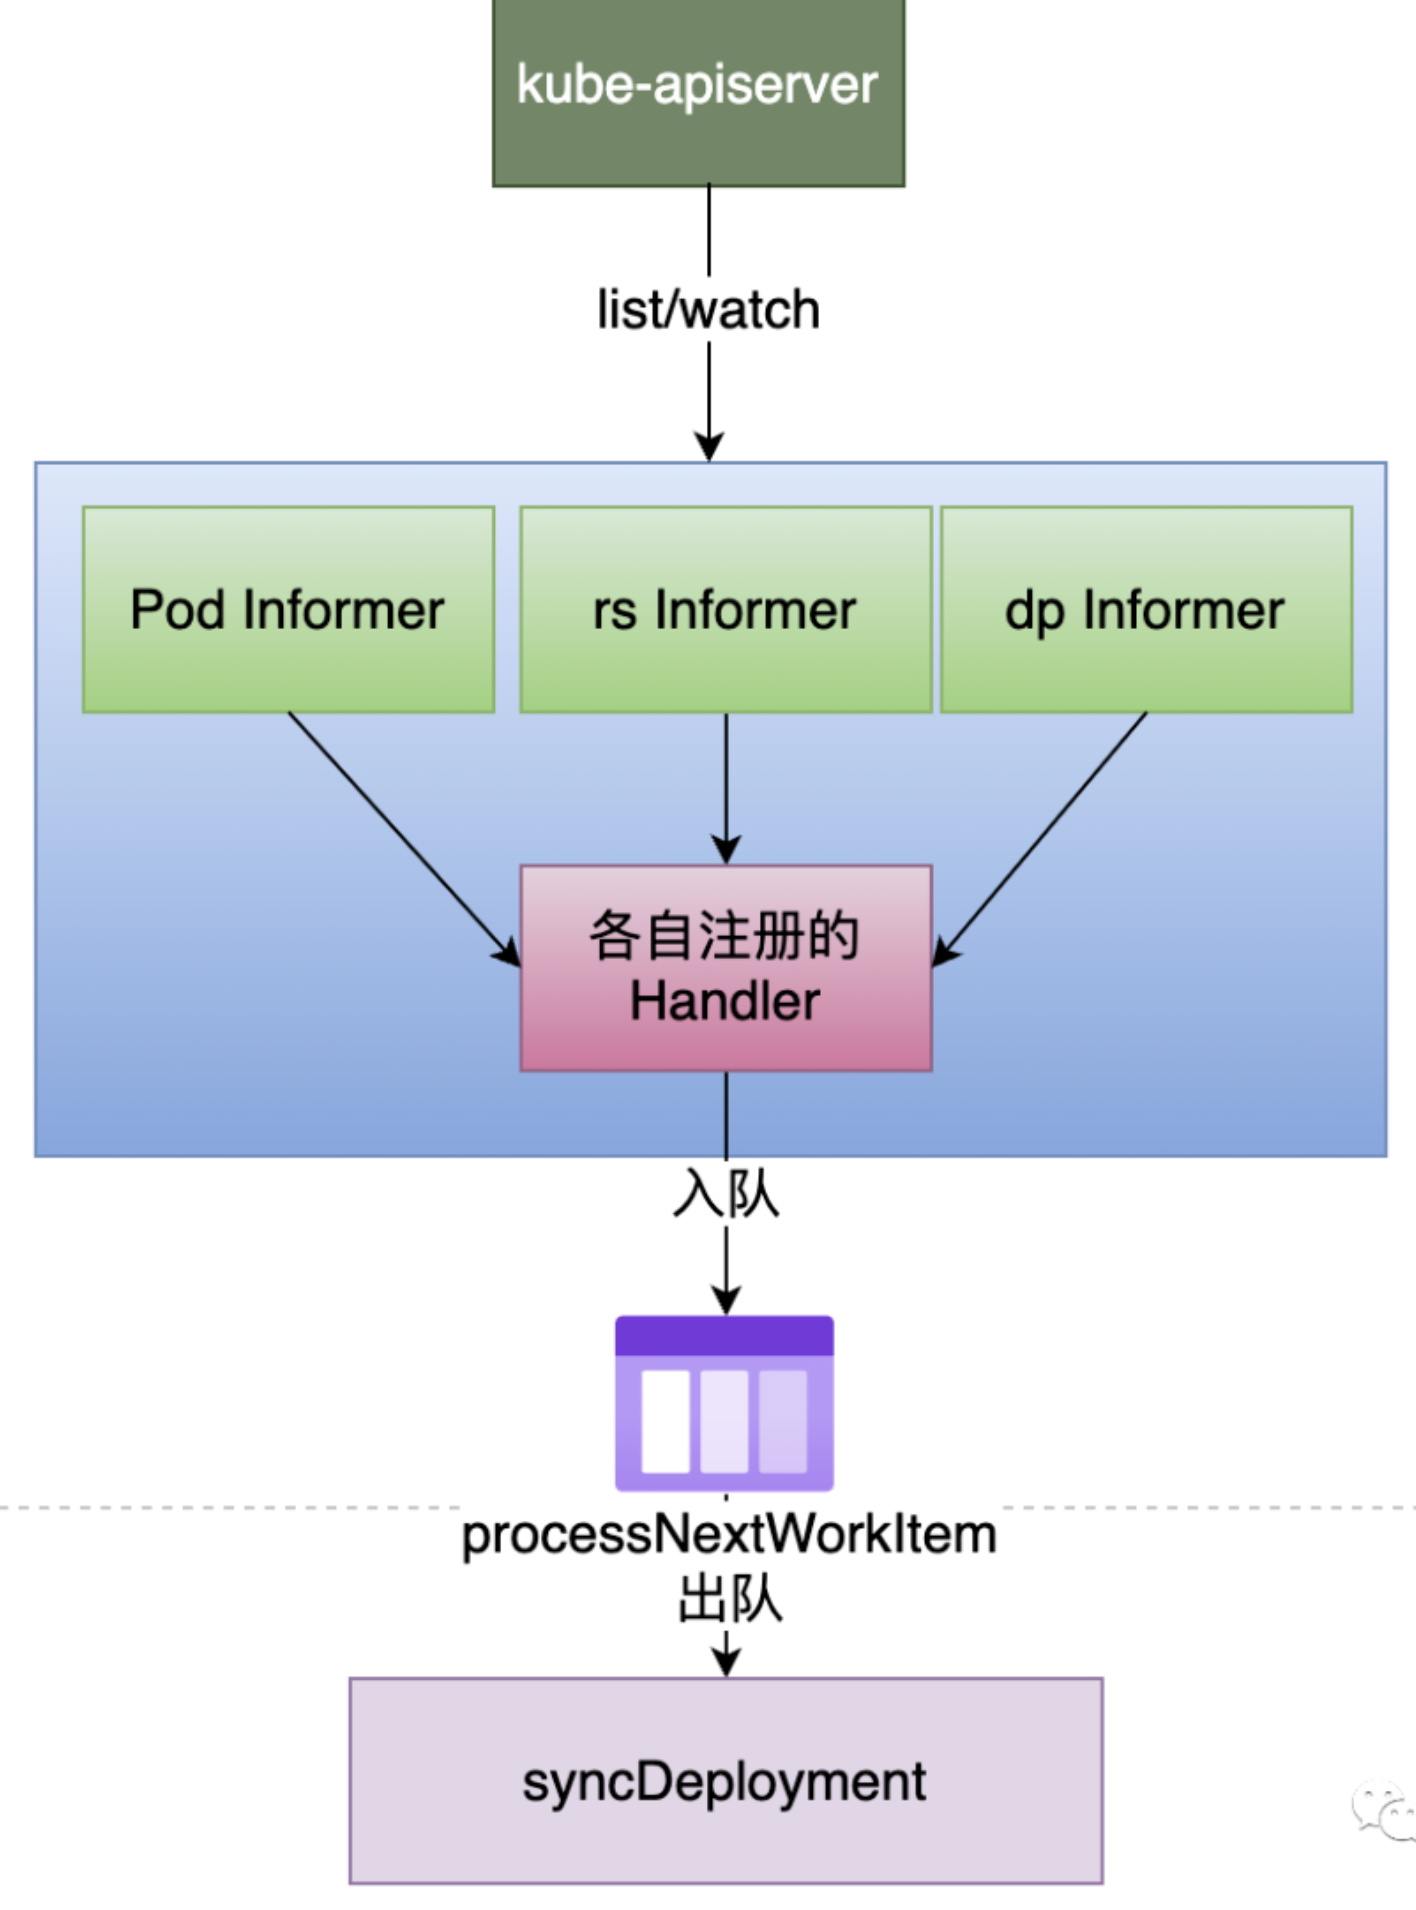 kube-apiserver
list/watch
Pod Informer
rs Informer
dp Informer
各自注册的
Handler
入队
processNextWorkItem
出队
syncDeployment